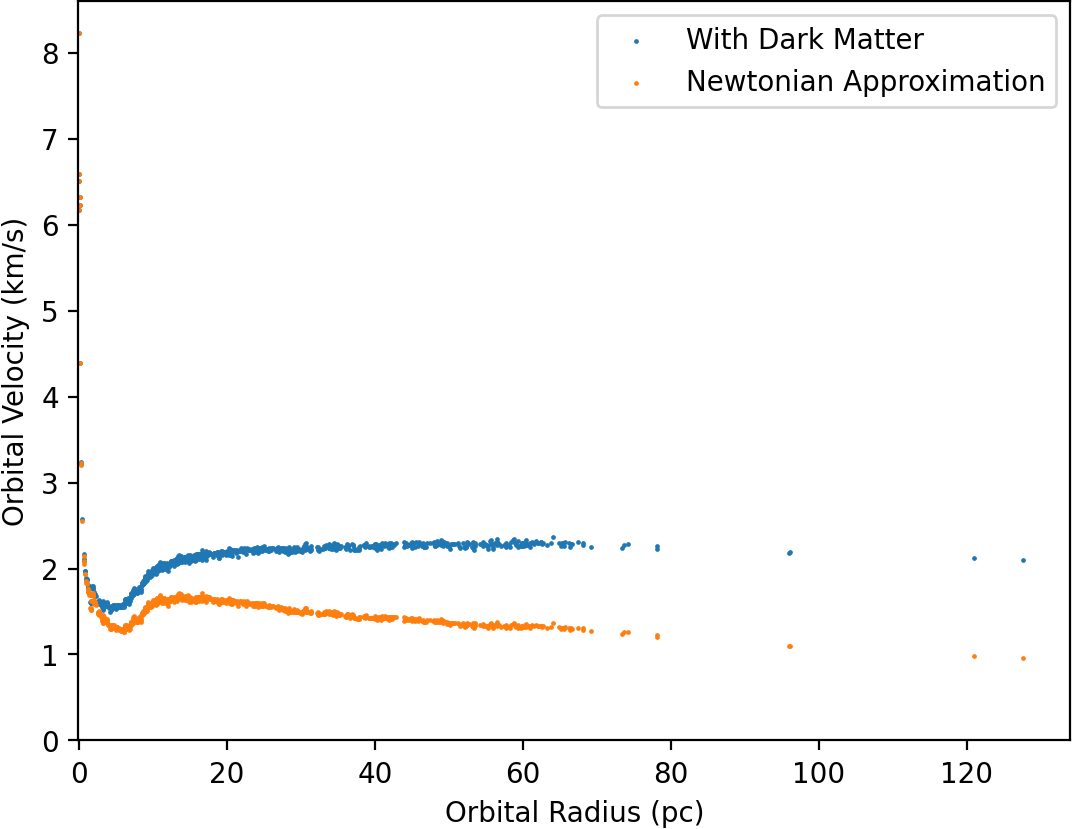 With Dark Matter
Newtonian Approximation
Orbital Velocity (km/s)
8
7
6
5
4
3
2
1
0
0 20 40 60 80 100 120
Orbital Radius (pc)